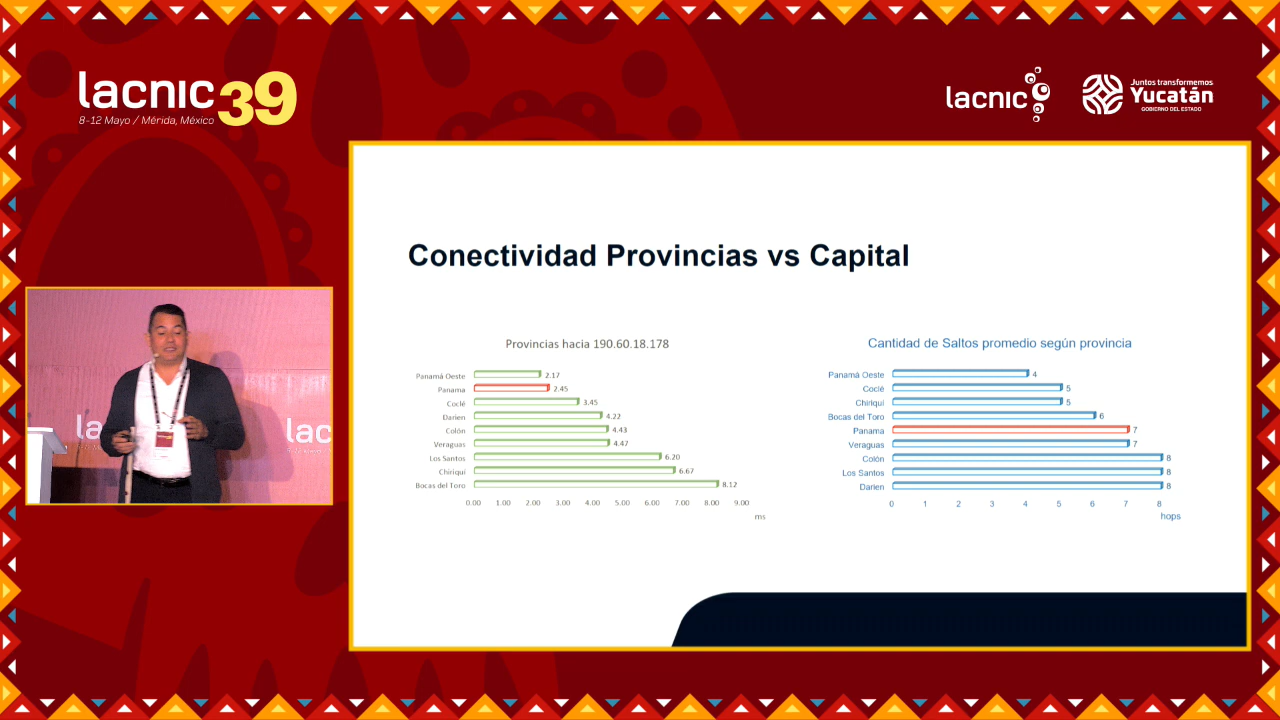 lacnic 39
8-12 Mayo / Mérida, México
lacnic
Juntos transformemos
Yucatán
GOBIERNO DEL ESTADO
Conectividad Provincias vs Capital
Provincias hacia 190.60.18.178
Panamá Oeste 2.17
Panama 2.45
Coclé 3.45
Darien 4.22
Colón 4.43
Veraguas 4.47
Los Santos 6.20
Chiriqui 6.67
Bocas del Toro 8.12
0.00 1.00 2.00 3.00 4.00 5.00 6.00 7.00 8.00 9.00
ms
Cantidad de Saltos promedio según provincia
Panamá Oeste 4
Coclé 5
Chiriquí 5
Bocas del Toro 6
Panama 7
Veraguas 7
Colón 8
Los Santos 8
Darien 8
0 1 2 3 4 5 6 7 8
hops
la
lac